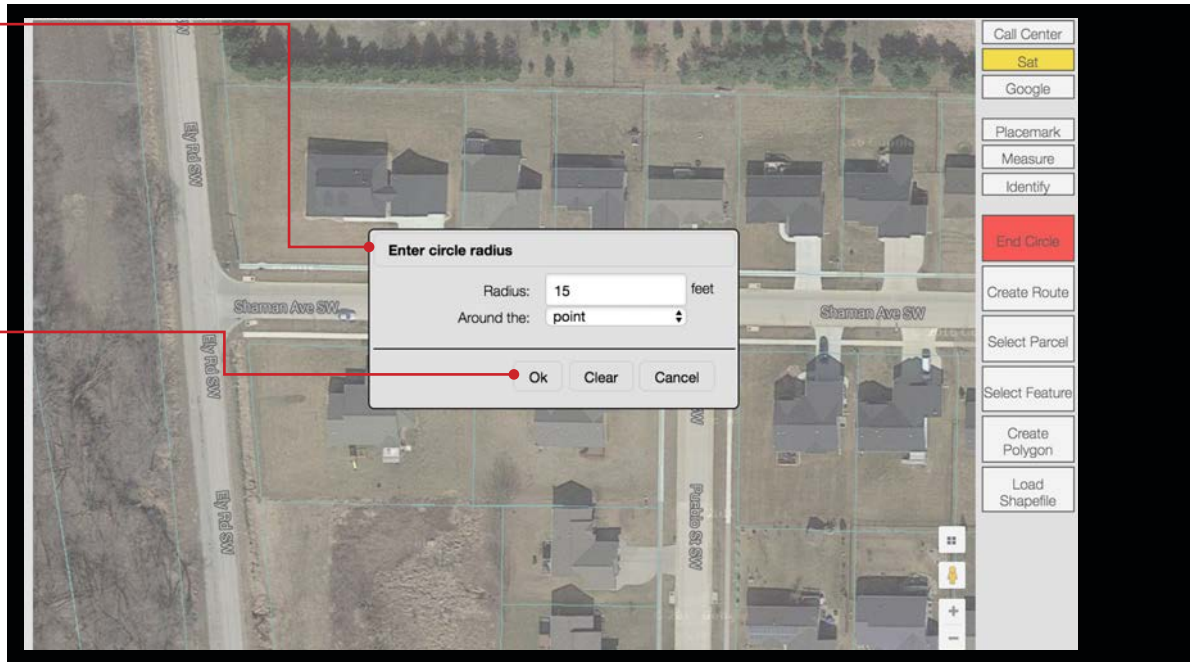 Call Center
Sat
Google
Placemark
Measure
Identify
End Circle
Create Route
Select Parcel
Select Feature
Create
Polygon
Load
Shapefile
Enter circle radius
Radius: 15 feet
Around the: point
Ok Clear Cancel
Ely Rd SW
Shaman Ave SW
Shaman Ave SW
Ely Rd SW
Ely Rd SW
Pueblo St SW
SW
SW
+
−